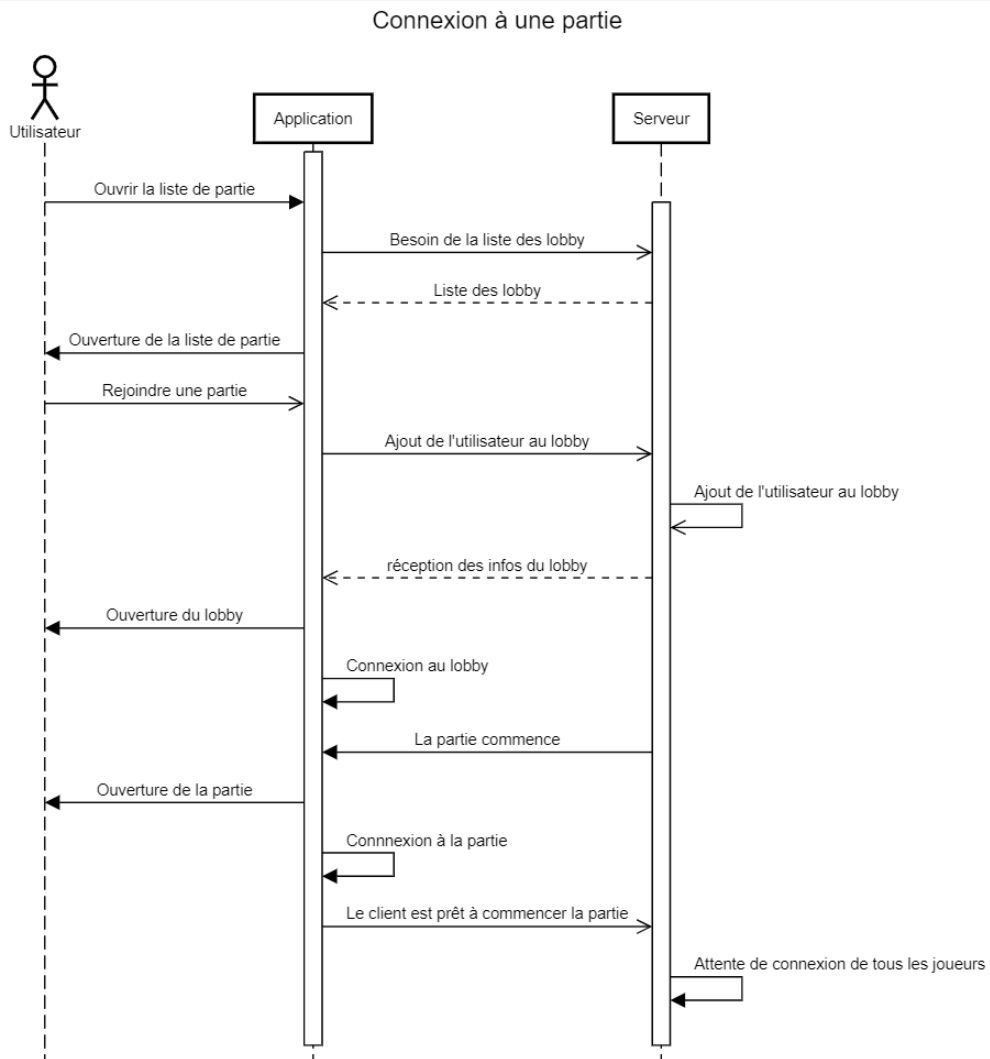 Connexion à une partie
Utilisateur
Application
Serveur
Ouvrir la liste de partie
Besoin de la liste des lobby
Liste des lobby
Ouverture de la liste de partie
Rejoindre une partie
Ajout de l'utilisateur au lobby
Ajout de l'utilisateur au lobby
réception des infos du lobby
Ouverture du lobby
Connexion au lobby
La partie commence
Ouverture de la partie
Connnexion à la partie
Le client est prêt à commencer la partie
Attente de connexion de tous les joueurs